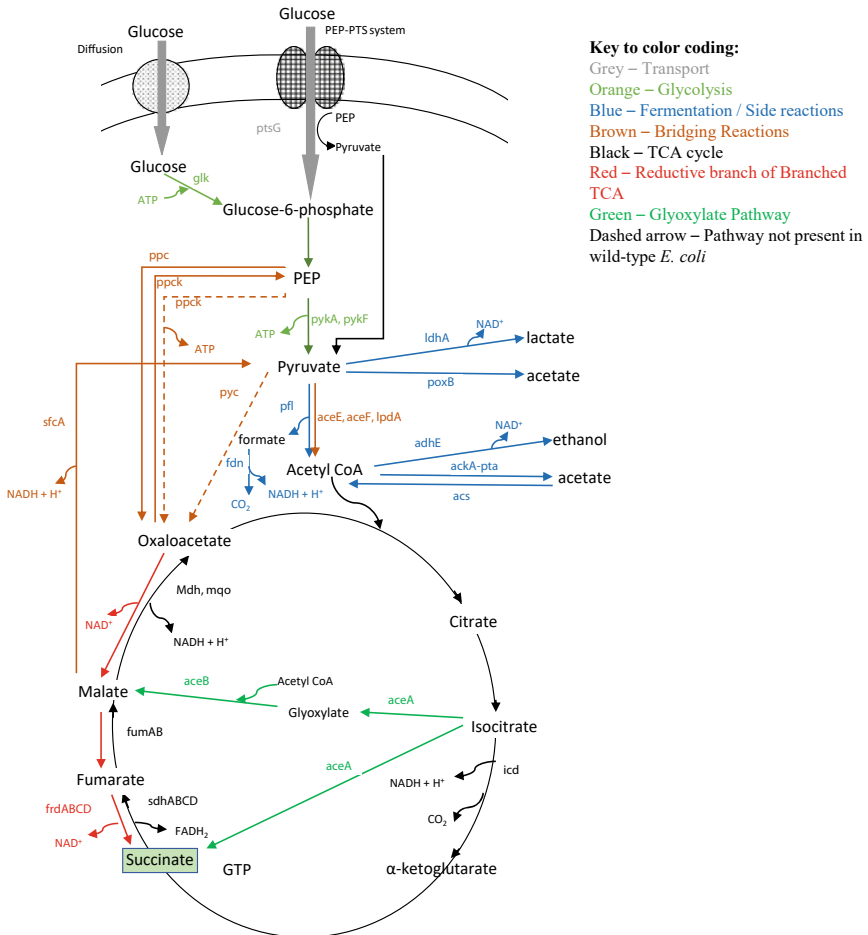 Glucose
PEP-PTS system
Glucose
Diffusion
Key to color coding:
Grey – Transport
Orange – Glycolysis
Blue – Fermentation / Side reactions
Brown – Bridging Reactions
Black – TCA cycle
Red – Reductive branch of Branched
TCA
Green – Glyoxylate Pathway
Dashed arrow – Pathway not present in
wild-type E. coli
PEP
ptsG
Pyruvate
Glucose
glk
ATP
Glucose-6-phosphate
ppc
ppck
PEP
ppck
pykA, pykF
ATP
ATP
NAD⁺
ldhA
lactate
Pyruvate
acetate
poxB
pyc
pfl
aceE, aceF, lpdA
sfcA
NAD⁺
formate
adhE
ethanol
fdn
Acetyl CoA
ackA-pta
acetate
NADH + H⁺
NADH + H⁺
acs
CO₂
Oxaloacetate
Mdh, mqo
NAD⁺
NADH + H⁺
Citrate
aceB
Acetyl CoA
Malate
aceA
Glyoxylate
Isocitrate
fumAB
aceA
icd
Fumarate
NADH + H⁺
sdhABCD
frdABCD
CO₂
FADH₂
NAD⁺
Succinate
GTP
α-ketoglutarate